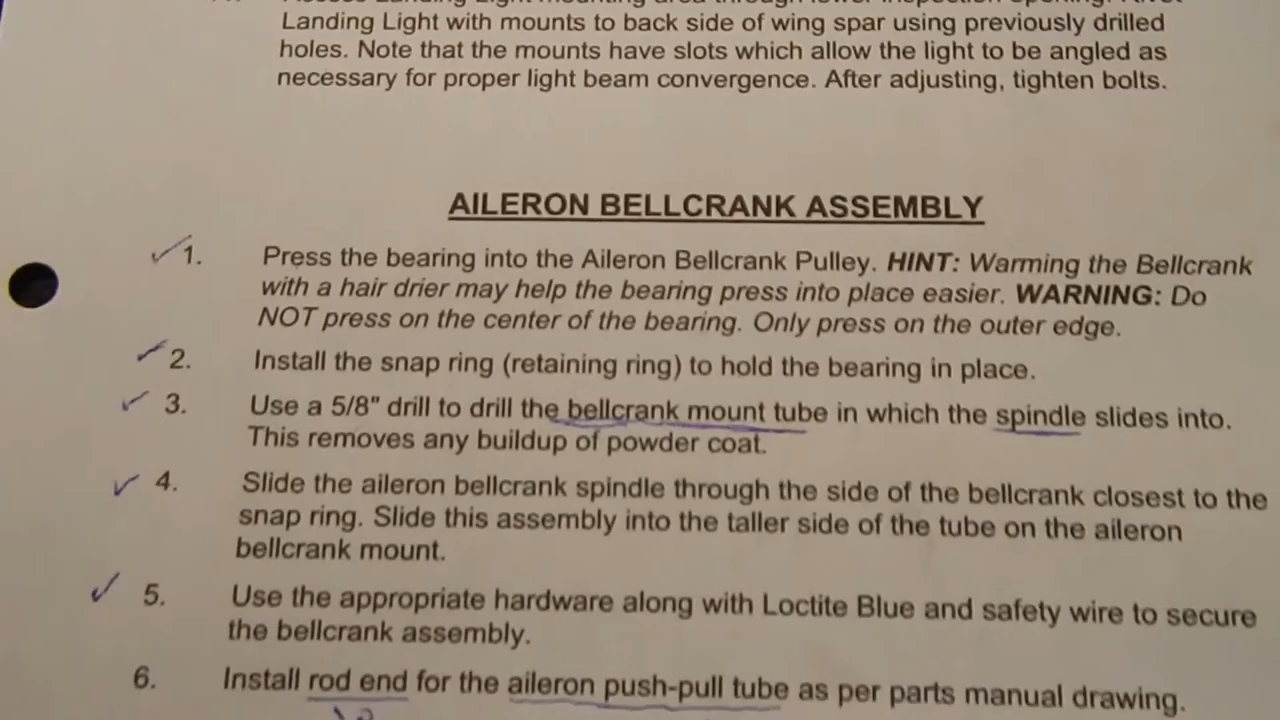 Landing Light with mounts to back side of wing spar using previously drilled
holes. Note that the mounts have slots which allow the light to be angled as
necessary for proper light beam convergence. After adjusting, tighten bolts.
AILERON BELLCRANK ASSEMBLY
1. Press the bearing into the Aileron Bellcrank Pulley. HINT: Warming the Bellcrank
with a hair drier may help the bearing press into place easier. WARNING: Do
NOT press on the center of the bearing. Only press on the outer edge.
2. Install the snap ring (retaining ring) to hold the bearing in place.
3. Use a 5/8" drill to drill the bellcrank mount tube in which the spindle slides into.
This removes any buildup of powder coat.
4. Slide the aileron bellcrank spindle through the side of the bellcrank closest to the
snap ring. Slide this assembly into the taller side of the tube on the aileron
bellcrank mount.
5. Use the appropriate hardware along with Loctite Blue and safety wire to secure
the bellcrank assembly.
6. Install rod end for the aileron push-pull tube as per parts manual drawing.